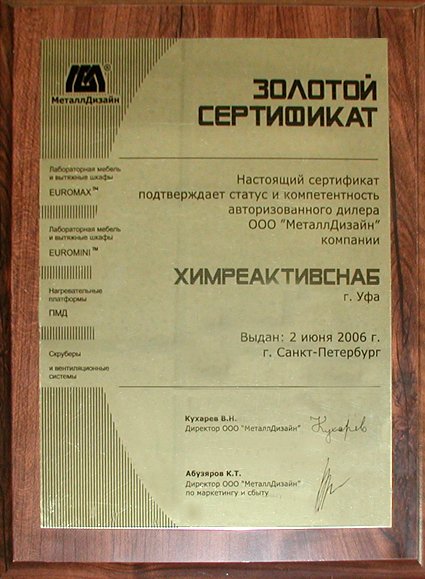 МеталлДизайн
ЗОЛОТОЙ
СЕРТИФИКАТ
Лабораторная мебель
и вытяжные шкафы
EUROMAX™
Лабораторная мебель
и вытяжные шкафы
EUROMINI™
Нагревательные
платформы
ПМД
Скруберы
и вентиляционные
системы
Настоящий сертификат
подтверждает статус и компетентность
авторизованного дилера
ООО "МеталлДизайн"
компании
ХИМРЕАКТИВСНАБ
г. Уфа
Выдан: 2 июня 2006 г.
г. Санкт-Петербург
Кухарев В.Н.
Директор ООО "МеталлДизайн"
Кухарев
Абузяров К.Т.
Директор ООО "МеталлДизайн"
по маркетингу и сбыту